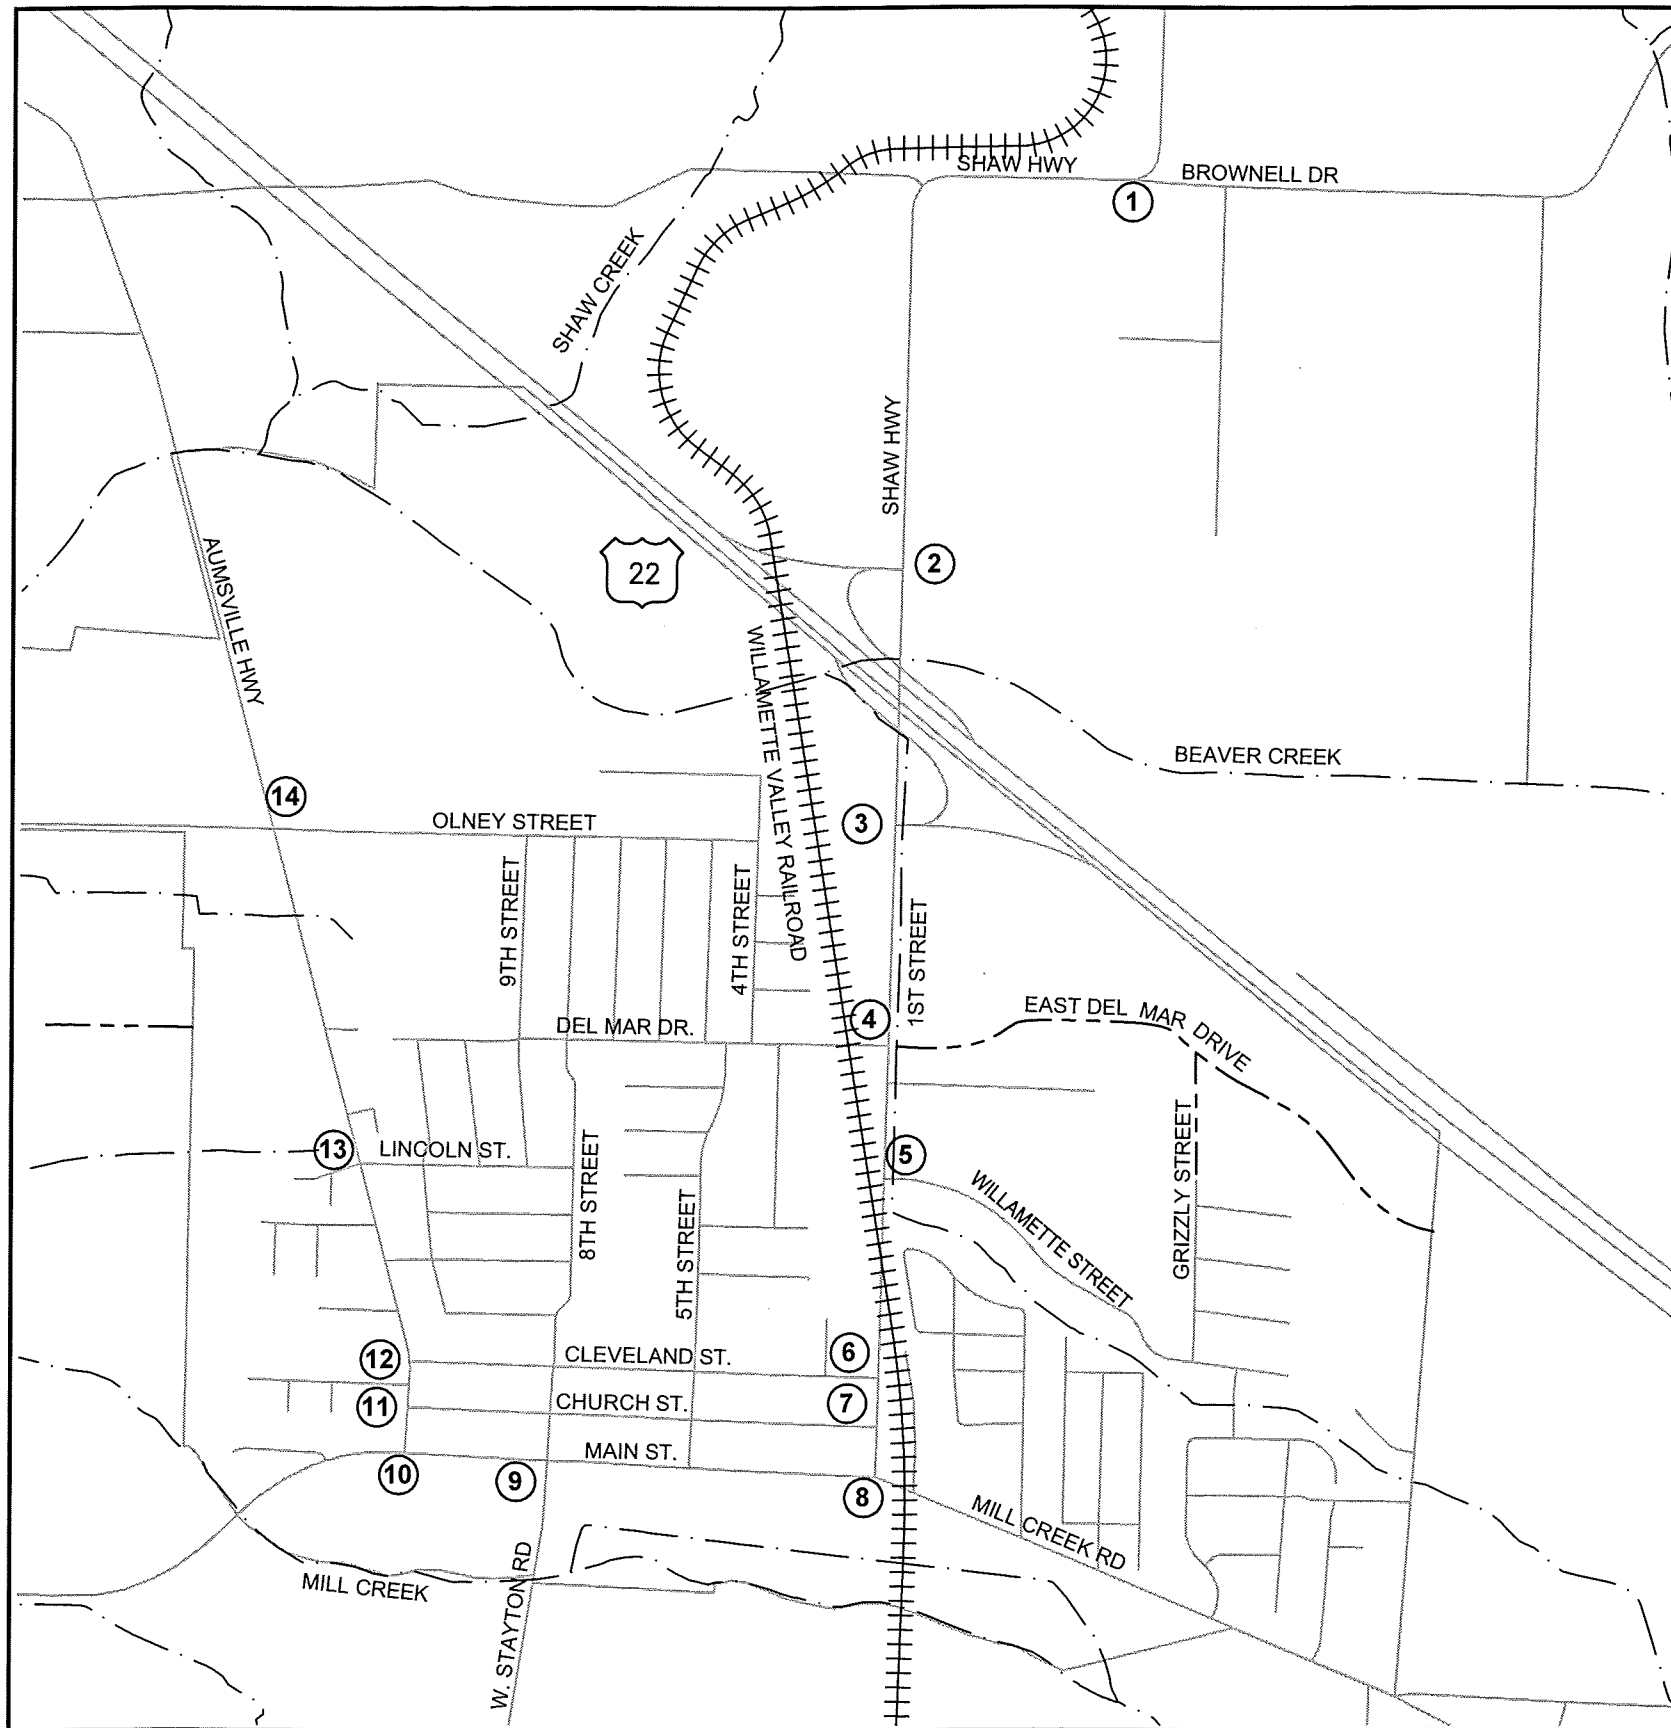 SHAW HWY
BROWNELL DR
1
SHAW CREEK
SHAW HWY
AUMSVILLE HWY
22
2
WILLAMETTE VALLEY RAILROAD
BEAVER CREEK
14
OLNEY STREET
3
9TH STREET
4TH STREET
1ST STREET
4
DEL MAR DR.
EAST DEL MAR DRIVE
13
LINCOLN ST.
8TH STREET
5
WILLAMETTE STREET
GRIZZLY STREET
5TH STREET
12
CLEVELAND ST.
6
11
CHURCH ST.
7
MAIN ST.
10
9
8
MILL CREEK RD
MILL CREEK
W. STAYTON RD